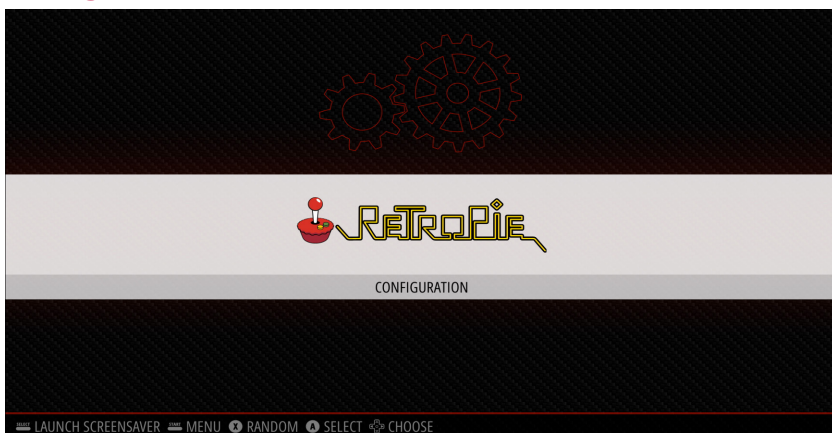 RetroPie
CONFIGURATION
SELECT LAUNCH SCREENSAVER START MENU X RANDOM A SELECT CHOOSE